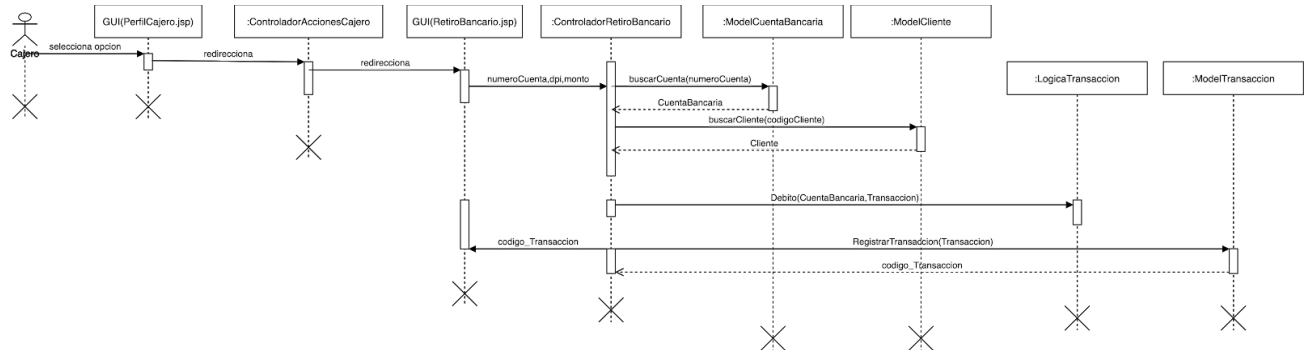 GUI(PerfilCajero.jsp)
:ControladorAccionesCajero
GUI(RetiroBancario.jsp)
:ControladorRetiroBancario
:ModelCuentaBancaria
:ModelCliente
Cajero
selecciona opcion
redirecciona
redirecciona
numeroCuenta,dpi,monto
buscarCuenta(numeroCuenta)
:LogicaTransaccion
:ModelTransaccion
CuentaBancaria
buscarCliente(codigoCliente)
Cliente
Debito(CuentaBancaria,Transaccion)
codigo_Transaccion
RegistrarTransaccion(Transaccion)
codigo_Transaccion